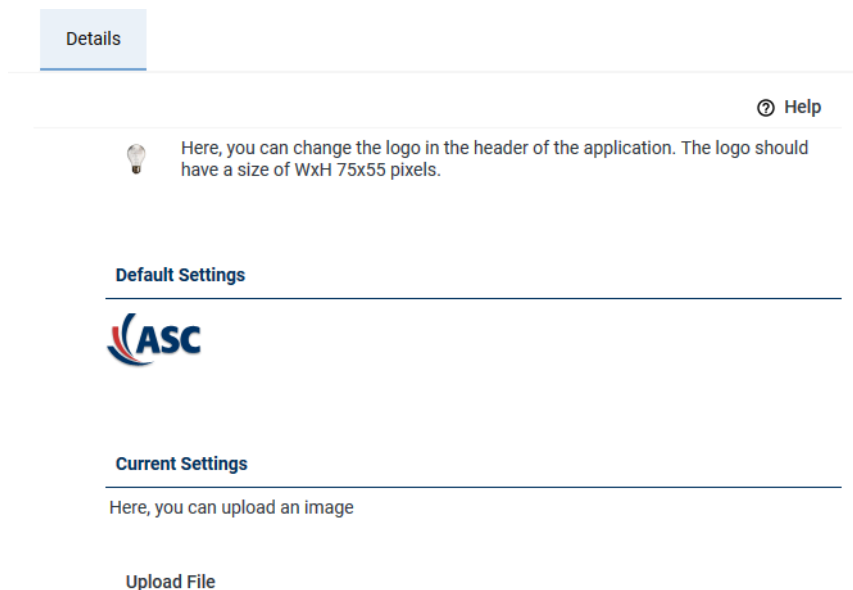 Details
Help
Here, you can change the logo in the header of the application. The logo should
have a size of WxH 75x55 pixels.
Default Settings
ASC
Current Settings
Here, you can upload an image
Upload File